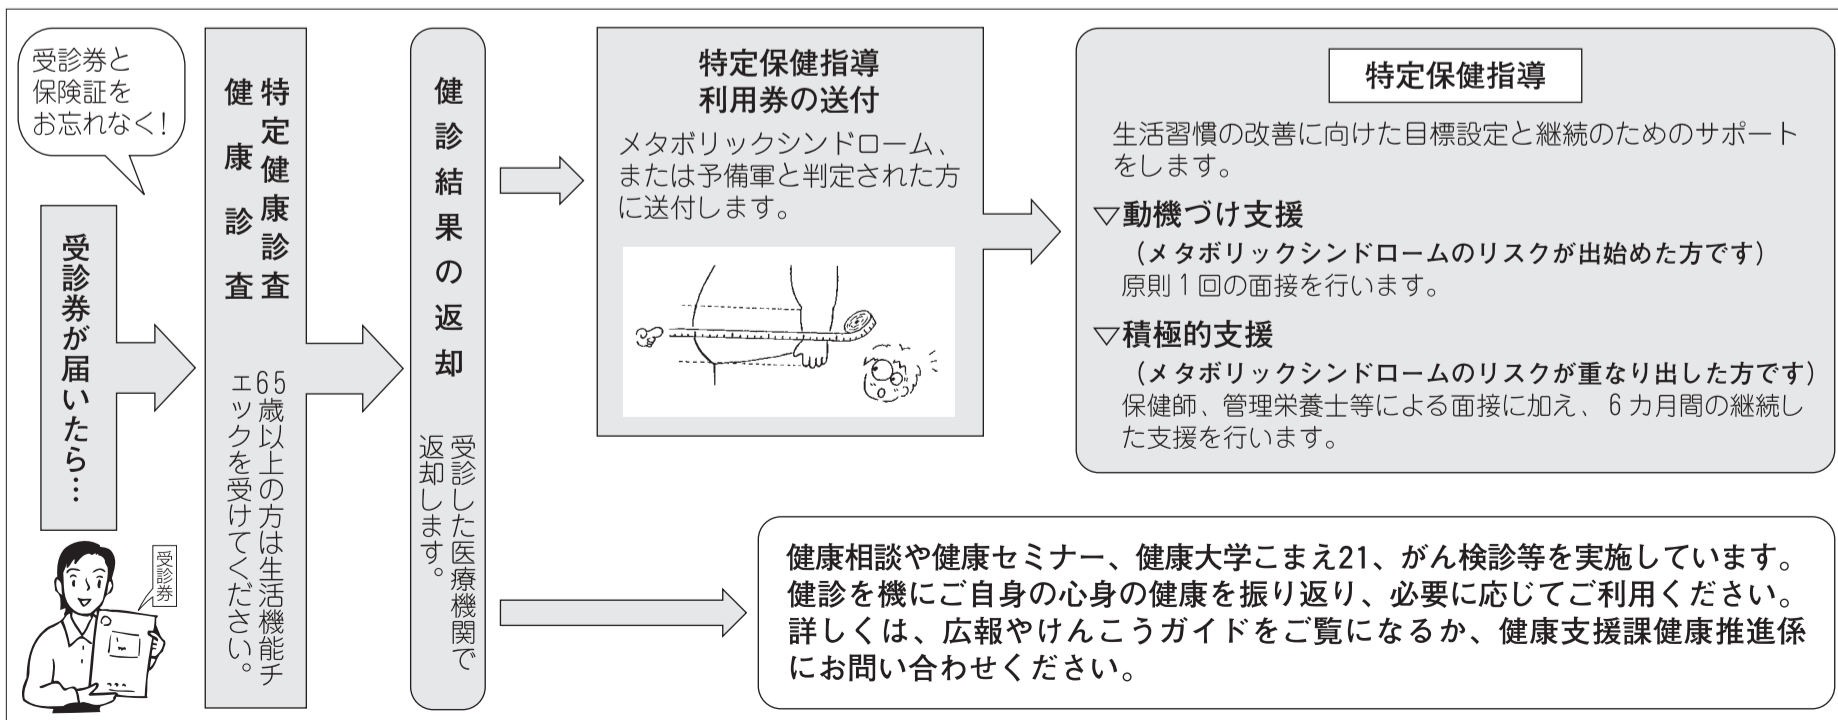 受診券と
保険証を
お忘れなく!
受診券が届いたら…
受診券
特定健康診査
健康診査
65歳以上の方は生活機能チ
ェックを受けてください。
健診結果の返却
受診した医療機関で
返却します。
特定保健指導
利用券の送付
メタボリックシンドローム、
または予備軍と判定された方
に送付します。
特定保健指導
生活習慣の改善に向けた目標設定と継続のためのサポート
をします。
▽動機づけ支援
(メタボリックシンドロームのリスクが出始めた方です)
原則1回の面接を行います。
▽積極的支援
(メタボリックシンドロームのリスクが重なり出した方です)
保健師、管理栄養士等による面接に加え、6カ月間の継続し
た支援を行います。
健康相談や健康セミナー、健康大学こまえ21、がん検診等を実施しています。
健診を機にご自身の心身の健康を振り返り、必要に応じてご利用ください。
詳しくは、広報やけんこうガイドをご覧になるか、健康支援課健康推進係
にお問い合わせください。